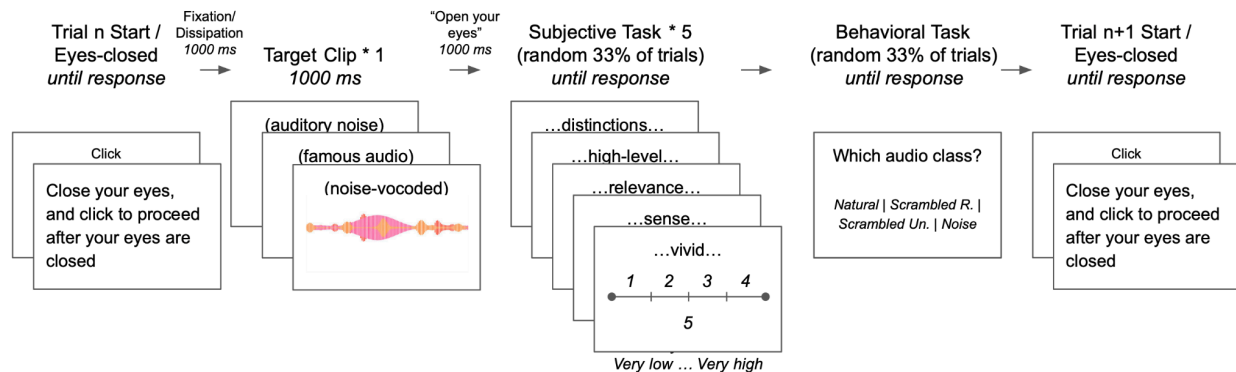 Trial n Start /
Eyes-closed
until response
Fixation/
Dissipation
1000 ms
Target Clip * 1
1000 ms
“Open your
eyes”
1000 ms
Subjective Task * 5
(random 33% of trials)
until response
Behavioral Task
(random 33% of trials)
until response
Trial n+1 Start /
Eyes-closed
until response
Click
Close your eyes,
and click to proceed
after your eyes are
closed
(auditory noise)
(famous audio)
(noise-vocoded)
…distinctions…
…high-level…
…relevance…
…sense…
…vivid…
1 2 3 4
5
Very low … Very high
Which audio class?
Natural | Scrambled R. |
Scrambled Un. | Noise
Click
Close your eyes,
and click to proceed
after your eyes are
closed